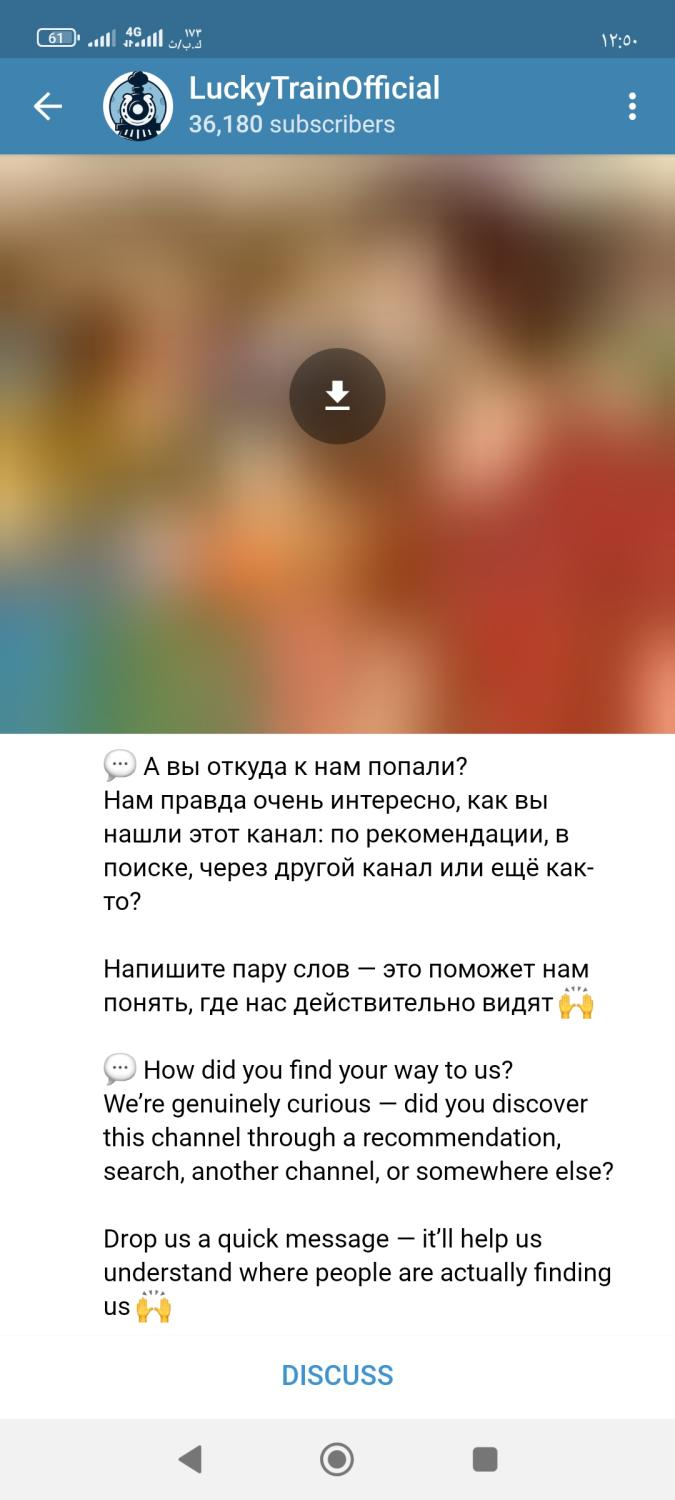 61
4G
١٧٣
ك.ب/ث
١٢:٥٠
LuckyTrainOfficial
36,180 subscribers
💬 А вы откуда к нам попали?
Нам правда очень интересно, как вы
нашли этот канал: по рекомендации, в
поиске, через другой канал или ещё как-
то?
Напишите пару слов — это поможет нам
понять, где нас действительно видят 🙌
💬 How did you find your way to us?
We’re genuinely curious — did you discover
this channel through a recommendation,
search, another channel, or somewhere else?
Drop us a quick message — it’ll help us
understand where people are actually finding
us 🙌
DISCUSS